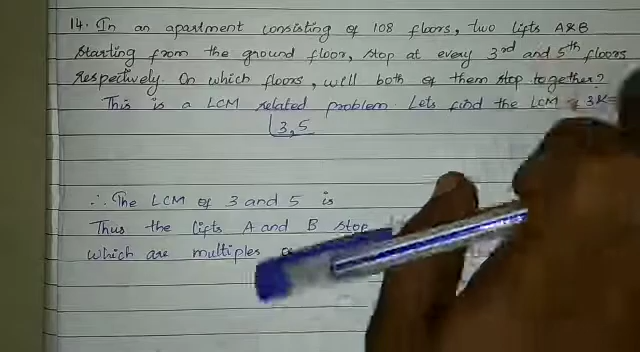 14. In an apartment consisting of 108 floors, two lifts A & B
starting from the ground floor, stop at every 3rd and 5th floors
respectively. On which floors, will both of them stop together?
This is a LCM related problem. Lets find the LCM
3, 5
∴ The LCM of 3 and 5 is
Thus the lifts A and B stop
which are multiples